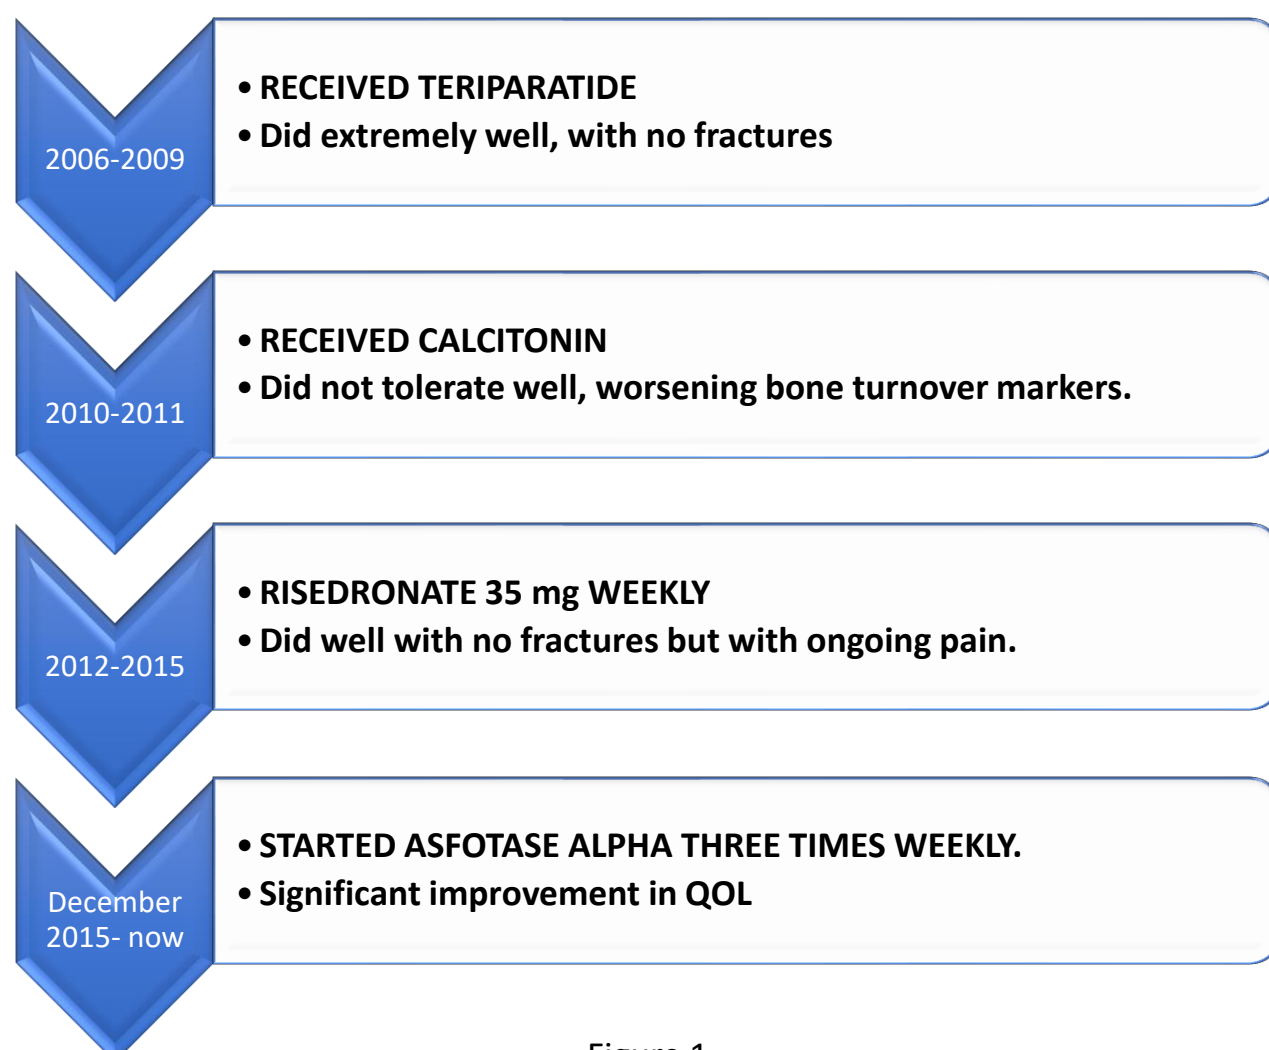 2006-2009
• RECEIVED TERIPARATIDE
• Did extremely well, with no fractures
2010-2011
• RECEIVED CALCITONIN
• Did not tolerate well, worsening bone turnover markers.
2012-2015
• RISEDRONATE 35 mg WEEKLY
• Did well with no fractures but with ongoing pain.
December
2015- now
• STARTED ASFOTASE ALPHA THREE TIMES WEEKLY.
• Significant improvement in QOL
Figure 1